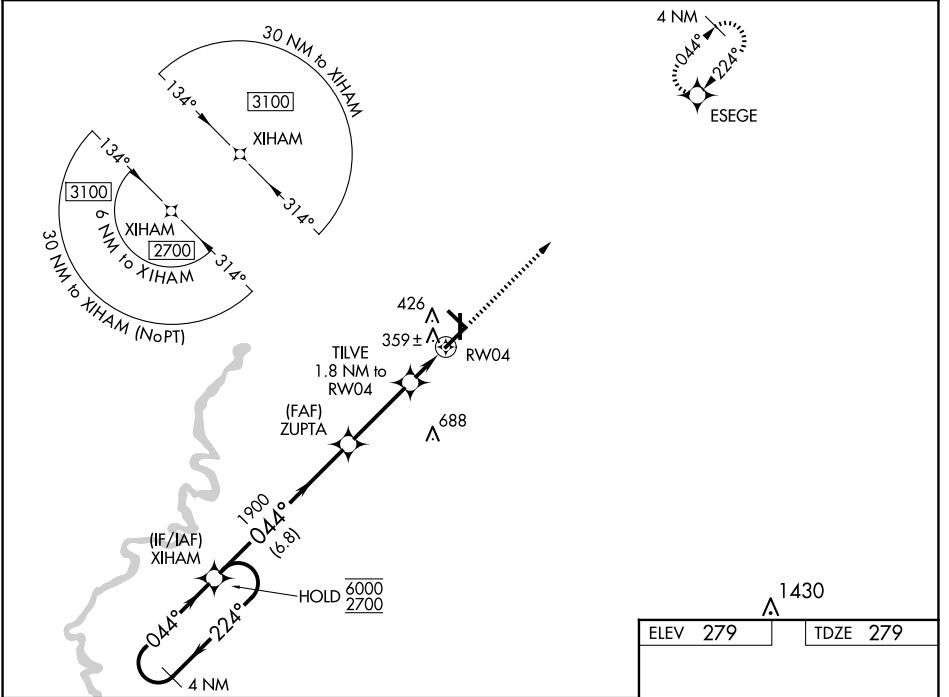 30 NM to XIHAM
134°
3100
XIHAM
314°
134°
3100
6 NM to XIHAM
XIHAM
2700
314°
30 NM to XIHAM (NoPT)
4 NM
044°
224°
ESEGE
426
359 ±
RW04
TILVE
1.8 NM to
RW04
(FAF)
ZUPTA
688
1900
044°
(6.8)
(IF/IAF)
XIHAM
HOLD 6000
2700
044°
224°
4 NM
1430
ELEV 279
TDZE 279